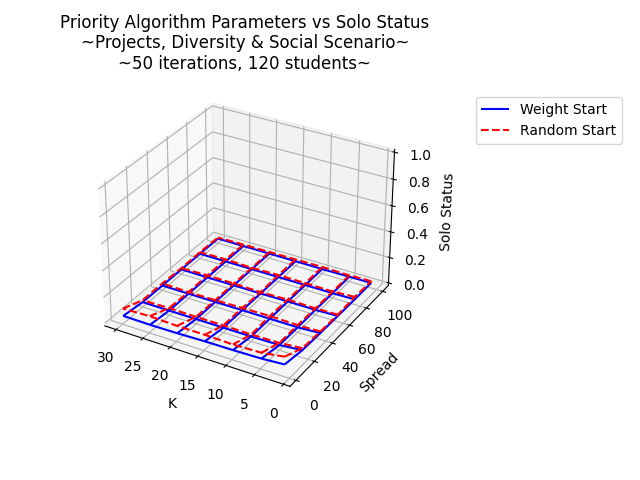 Priority Algorithm Parameters vs Solo Status
~Projects, Diversity & Social Scenario~
~50 iterations, 120 students~
Weight Start
Random Start
1.0
0.8
0.6
0.4
0.2
0.0
Solo Status
100
80
60
40
20
0
Spread
30
25
20
15
10
5
0
K